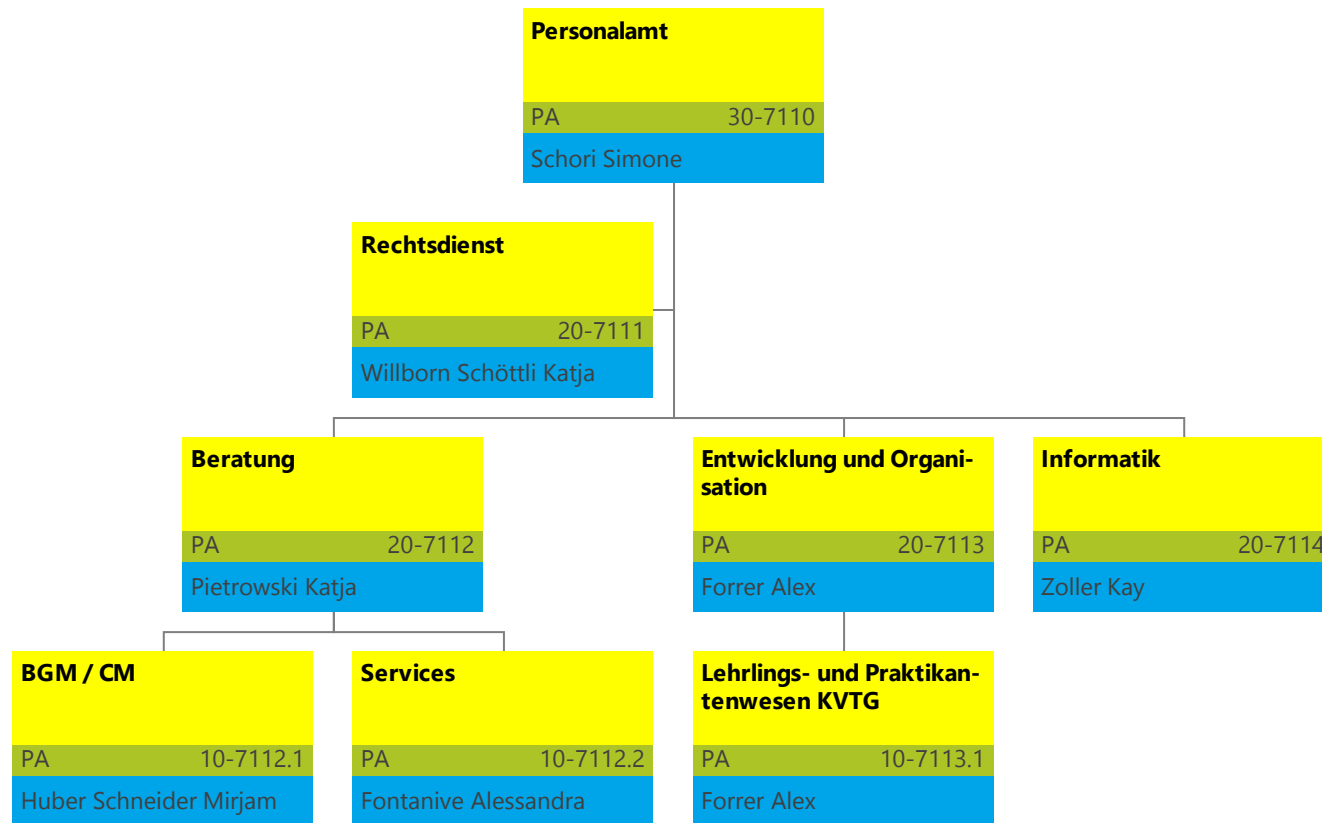 Personalamt
PA 30-7110
Schori Simone
Rechtsdienst
PA 20-7111
Willborn Schöttli Katja
Beratung
PA 20-7112
Pietrowski Katja
Entwicklung und Organi-
sation
PA 20-7113
Forrer Alex
Informatik
PA 20-7114
Zoller Kay
BGM / CM
PA 10-7112.1
Huber Schneider Mirjam
Services
PA 10-7112.2
Fontanive Alessandra
Lehrlings- und Praktikan-
tenwesen KVTG
PA 10-7113.1
Forrer Alex